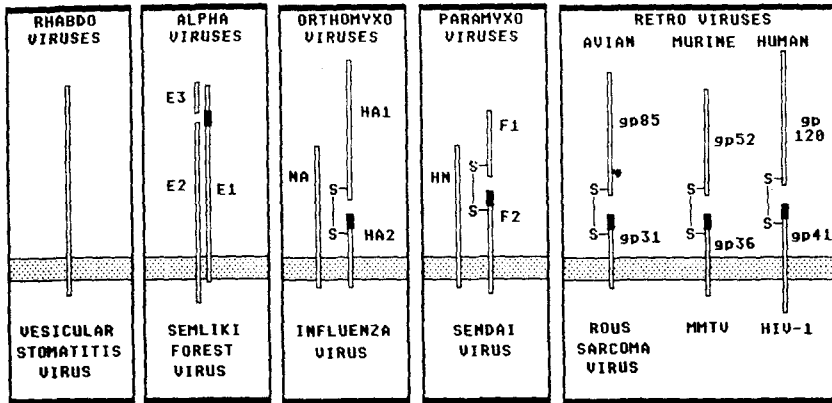 RHABDO
VIRUSES
VESICULAR
STOMATITIS
VIRUS
ALPHA
VIRUSES
E3
E2
E1
SEMLIKI
FOREST
VIRUS
ORTHOMYXO
VIRUSES
HA1
NA
S
S
HA2
INFLUENZA
VIRUS
PARAMYXO
VIRUSES
F1
S
HN
S
F2
SENDAI
VIRUS
RETRO VIRUSES
AVIAN MURINE HUMAN
gp85
gp52
gp
120
S S S
S S S
gp31 gp36 gp41
ROUS
SARCOMA
VIRUS
MMTV
HIV-1